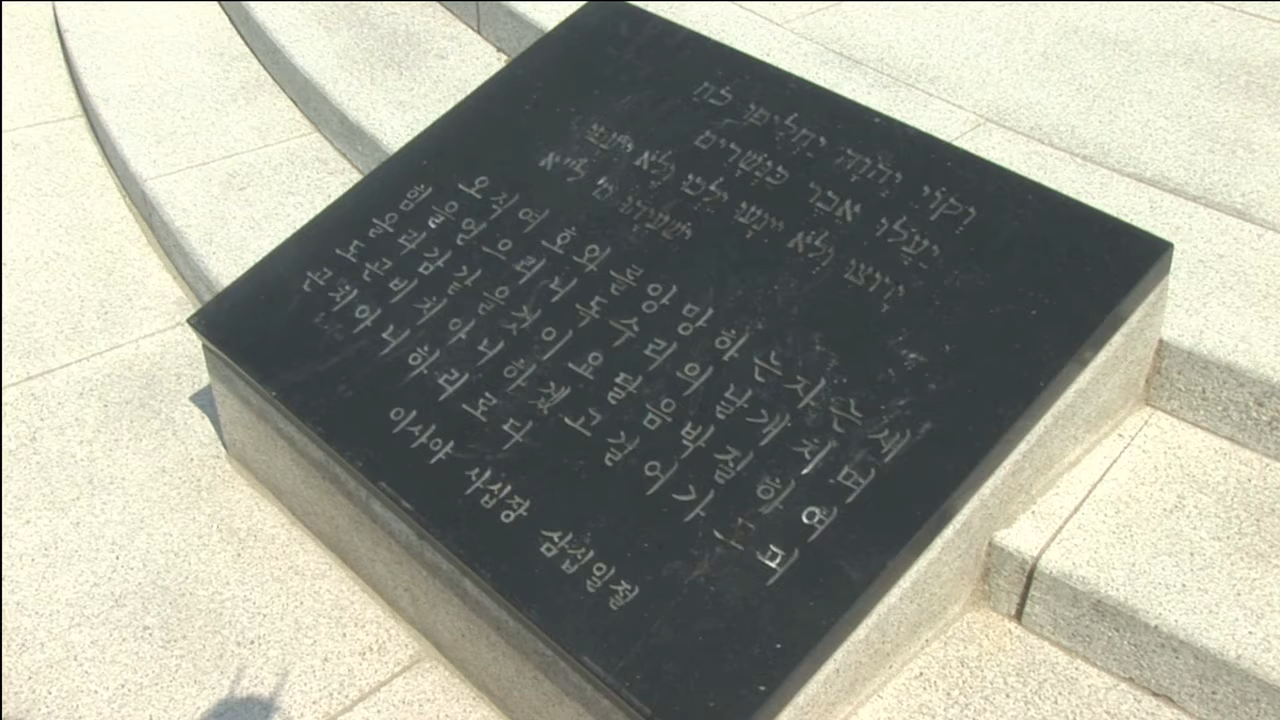 וְקוֹיֵ יְהוָה יַחֲלִיפוּ כֹחַ
יַעֲלוּ אֵבֶר כַּנְּשָׁרִים
יָרוּצוּ וְלֹא יִיגָעוּ יֵלְכוּ וְלֹא יִיעָפוּ
ישעיהו מ׳ ל״א
오직 여호와를 앙망하는 자는 새
힘을 얻으리니 독수리의 날개 치며
올라감 같을 것이요 달음박질하여
도 곤비치 아니하겠고 걸어가도 피
곤치 아니하리로다
이사야 사십장 삼십일절